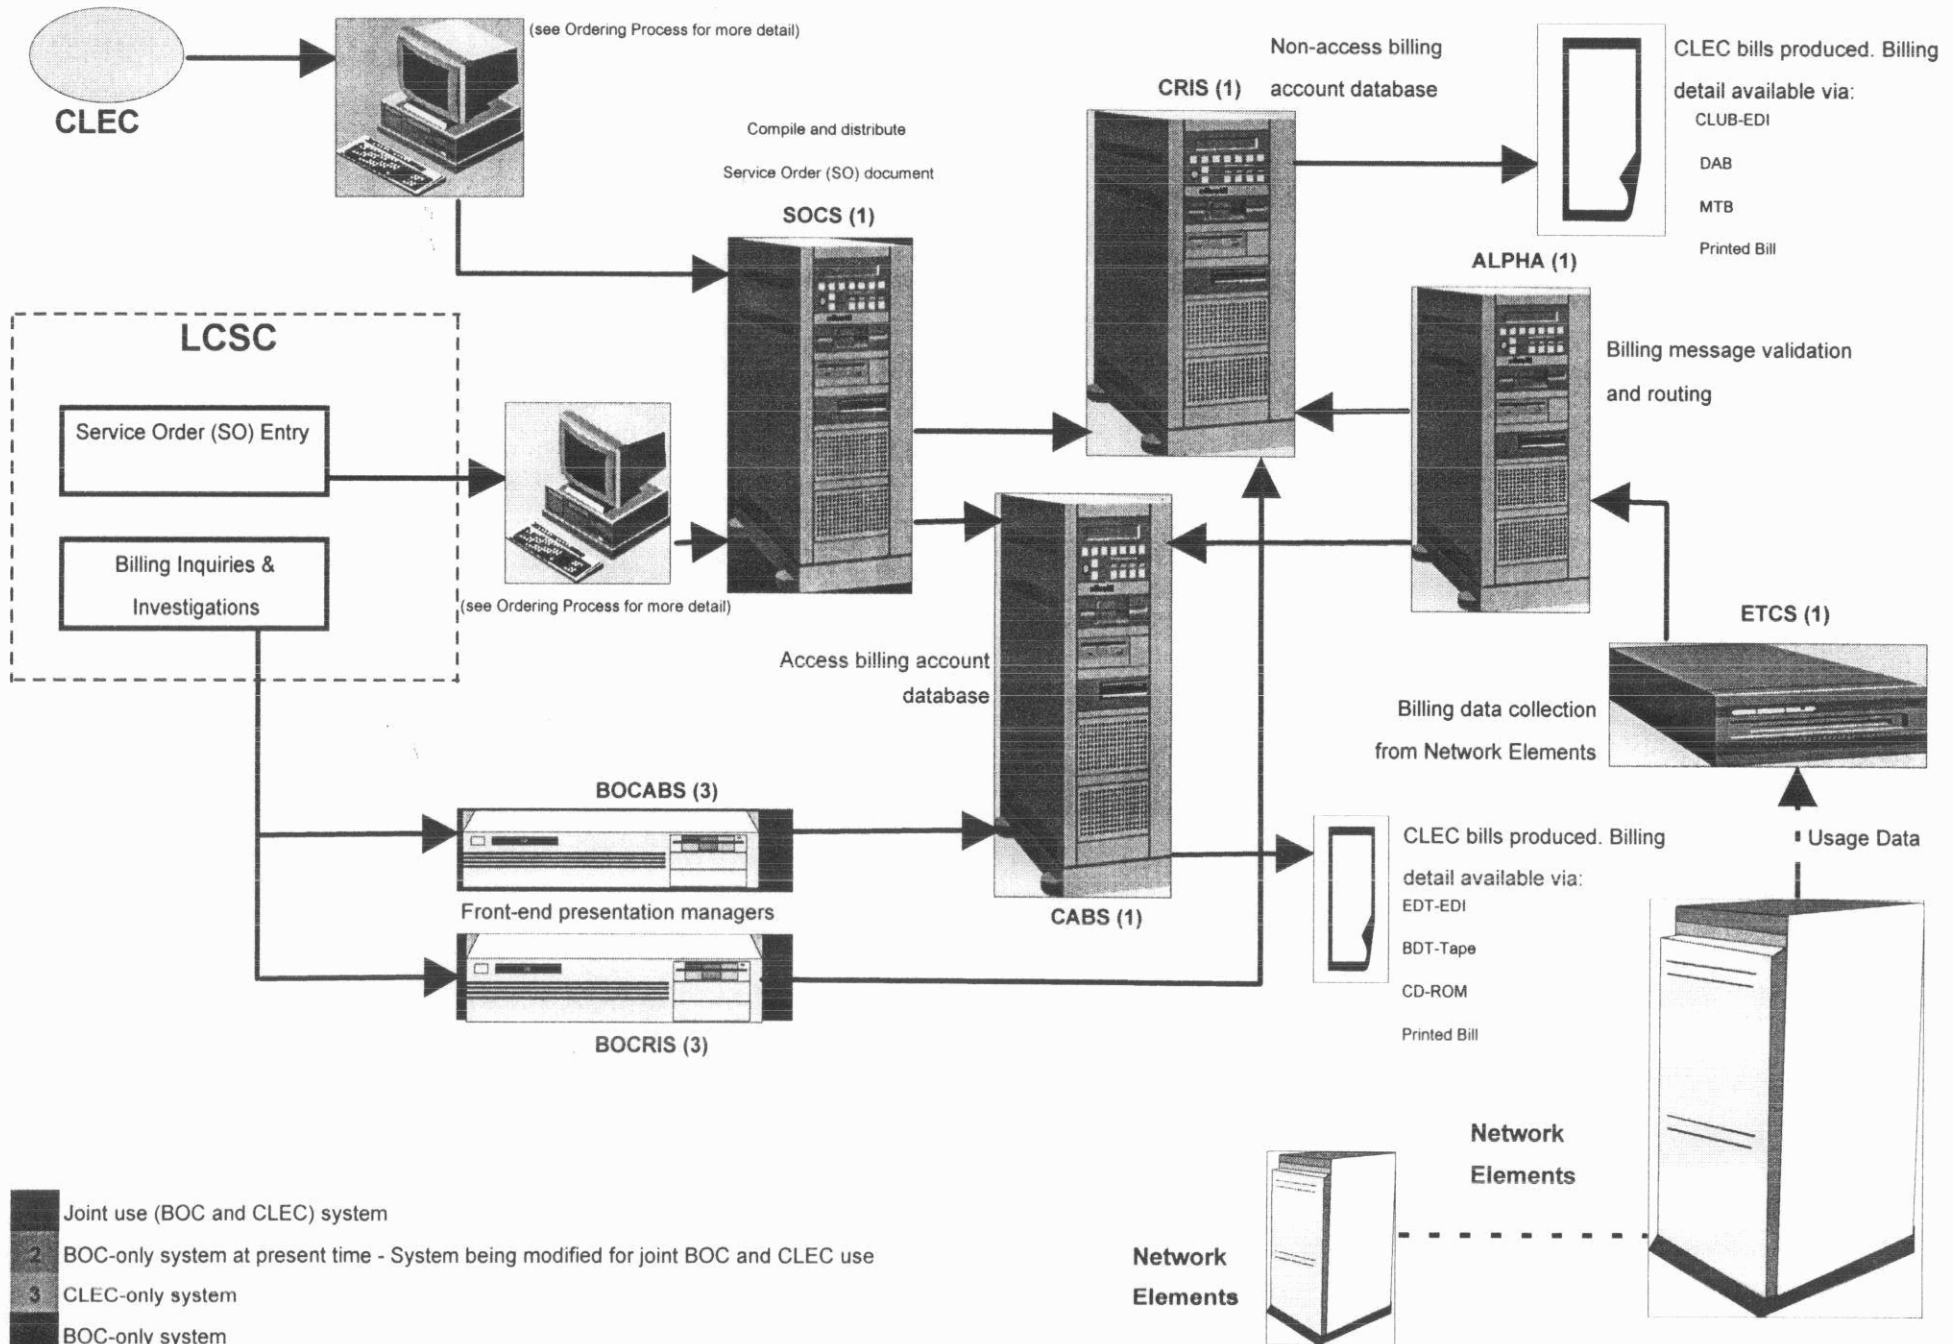 (see Ordering Process for more detail)
CLEC
Compile and distribute
Service Order (SO) document
SOCS (1)
Non-access billing
account database
CRIS (1)
CLEC bills produced. Billing
detail available via:
CLUB-EDI
DAB
MTB
Printed Bill
ALPHA (1)
Billing message validation
and routing
LCSC
Service Order (SO) Entry
Billing Inquiries &
Investigations
(see Ordering Process for more detail)
ETCS (1)
Billing data collection
from Network Elements
Access billing account
database
CABS (1)
BOCABS (3)
Front-end presentation managers
BOCRIS (3)
CLEC bills produced. Billing
detail available via:
EDT-EDI
BDT-Tape
CD-ROM
Printed Bill
Usage Data
Network
Elements
Network
Elements
Joint use (BOC and CLEC) system
2 BOC-only system at present time - System being modified for joint BOC and CLEC use
3 CLEC-only system
BOC-only system